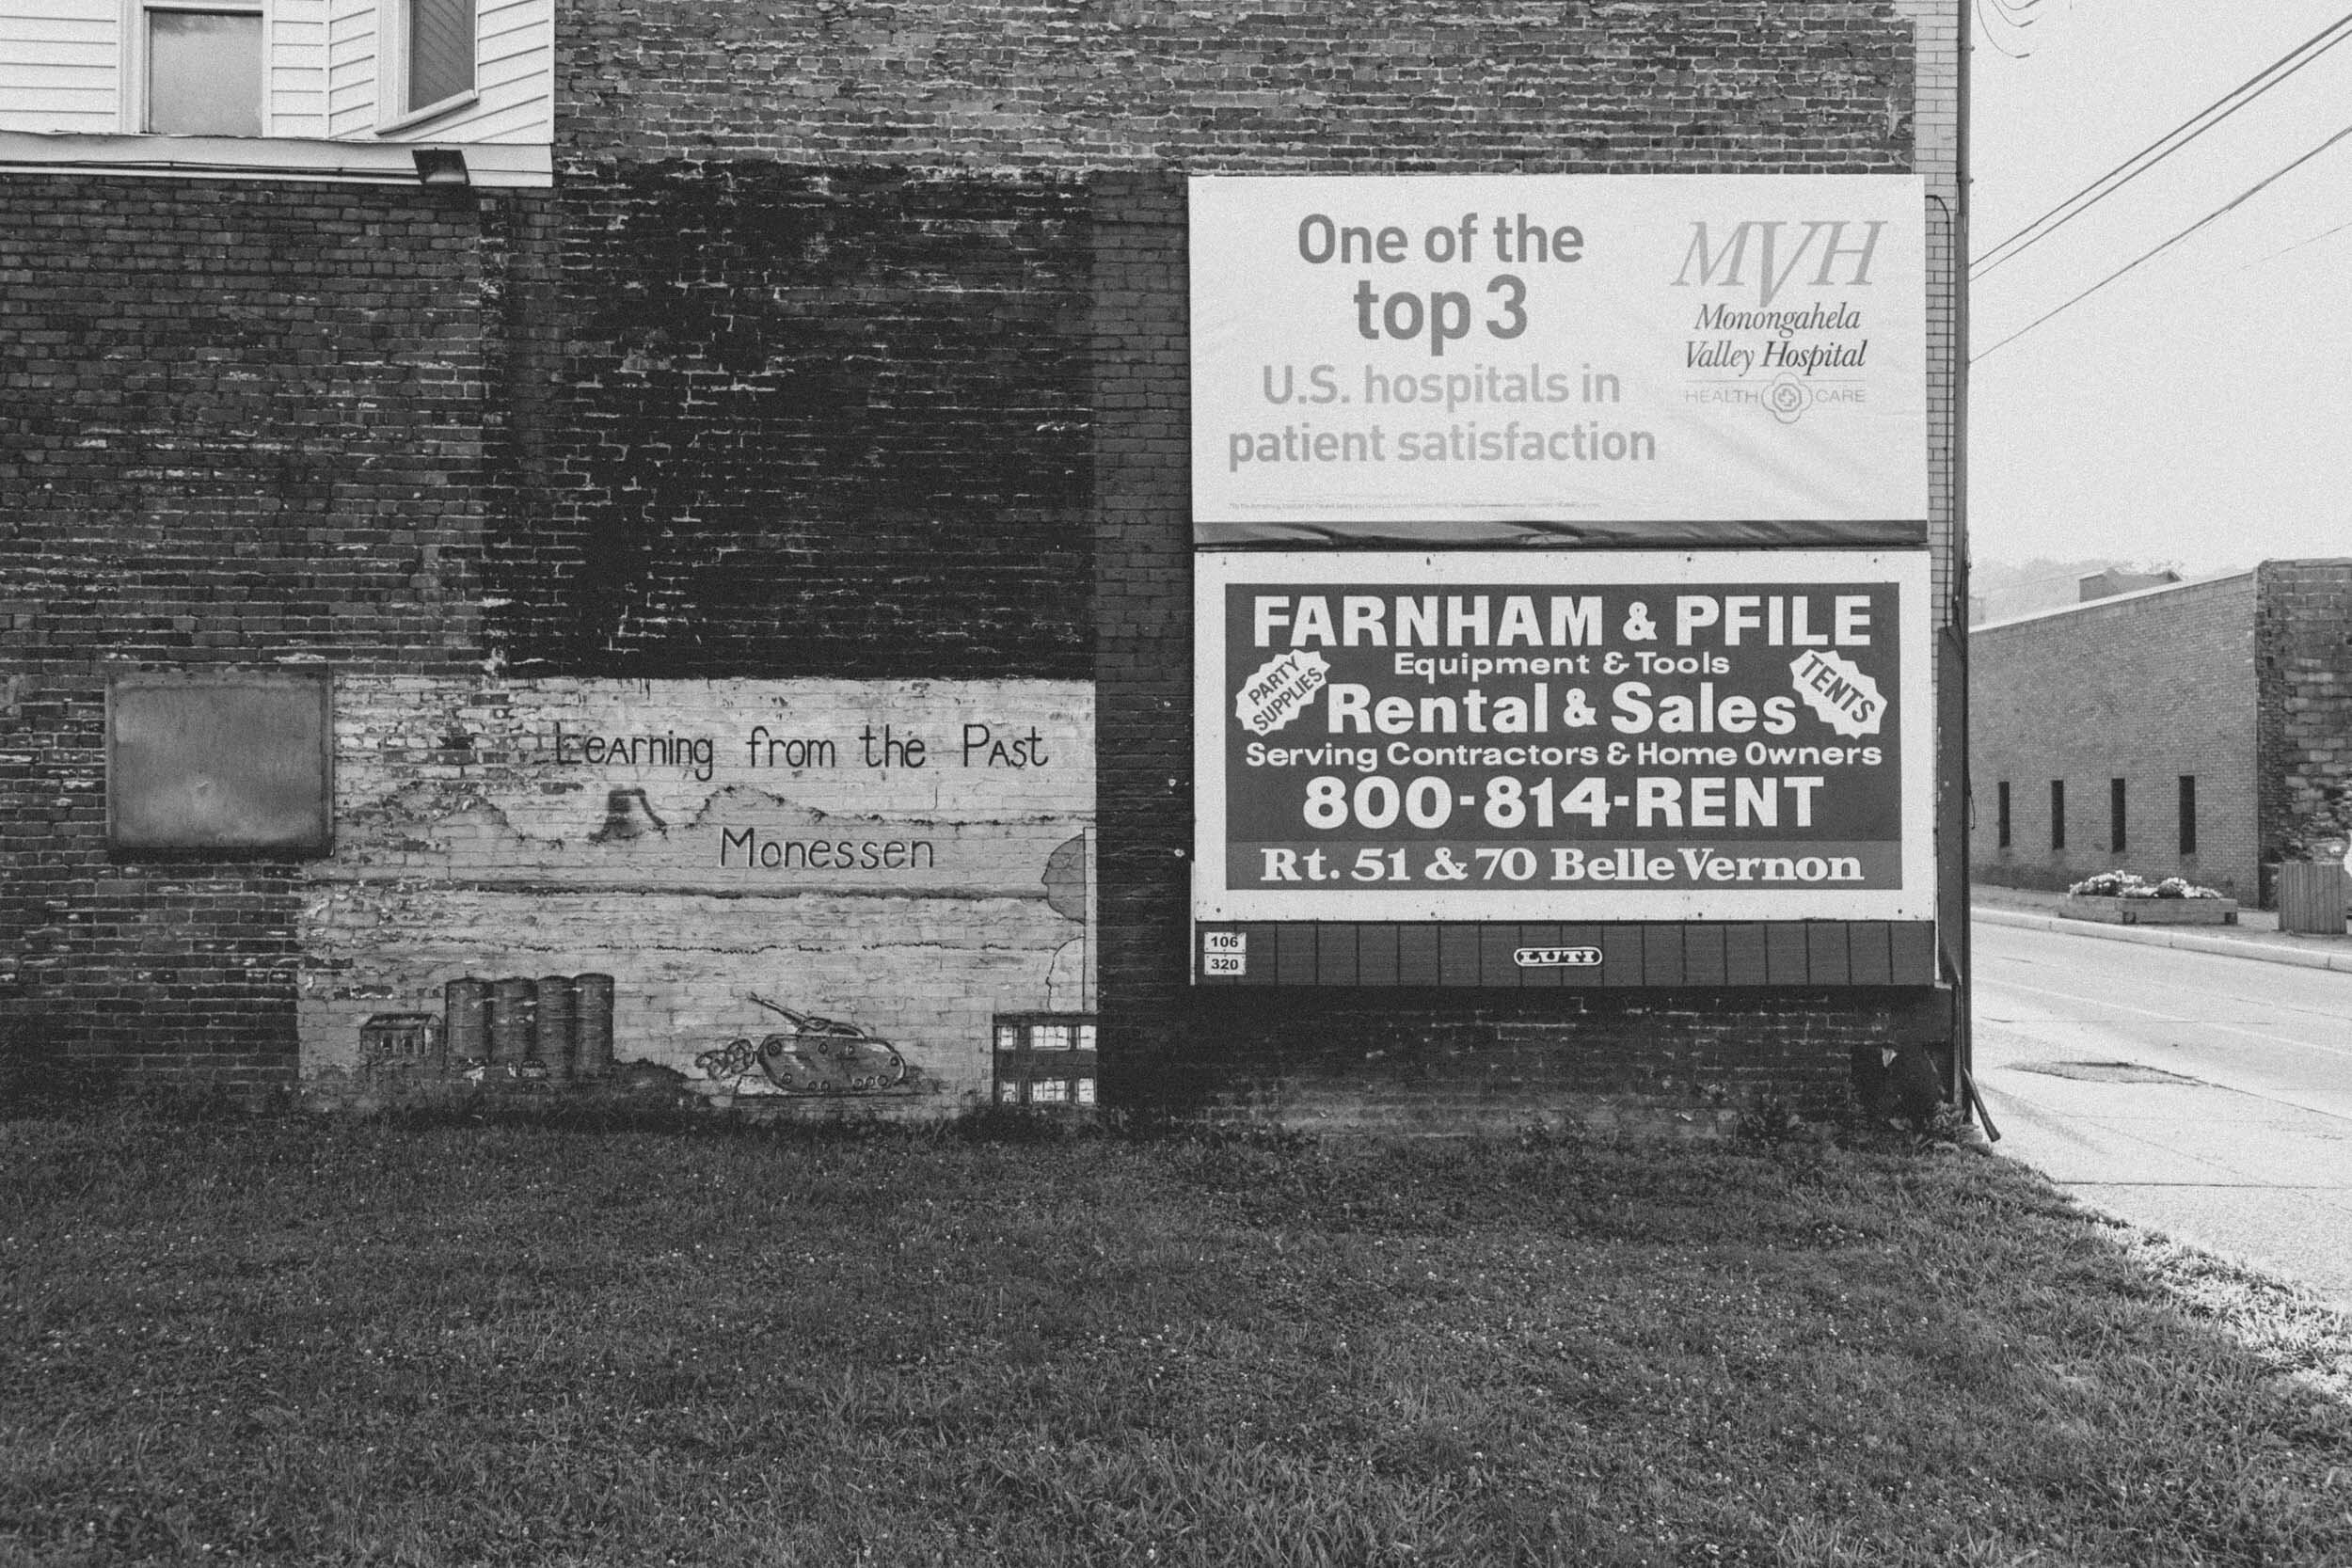 Learning from the Past
Monessen
One of the
top 3
U.S. hospitals in
patient satisfaction
MVH
Monongahela
Valley Hospital
HEALTH CARE
FARNHAM & PFILE
Equipment & Tools
PARTY
SUPPLIES
TENTS
Rental & Sales
Serving Contractors & Home Owners
800-814-RENT
Rt. 51 & 70 Belle Vernon
106
320
LUTI